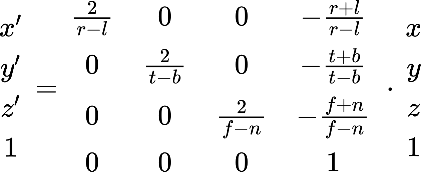 x′ = 2/(r−l) 0 0 −(r+l)/(r−l) · x
y′ 0 2/(t−b) 0 −(t+b)/(t−b) y
z′ 0 0 2/(f−n) −(f+n)/(f−n) z
1 0 0 0 1 1